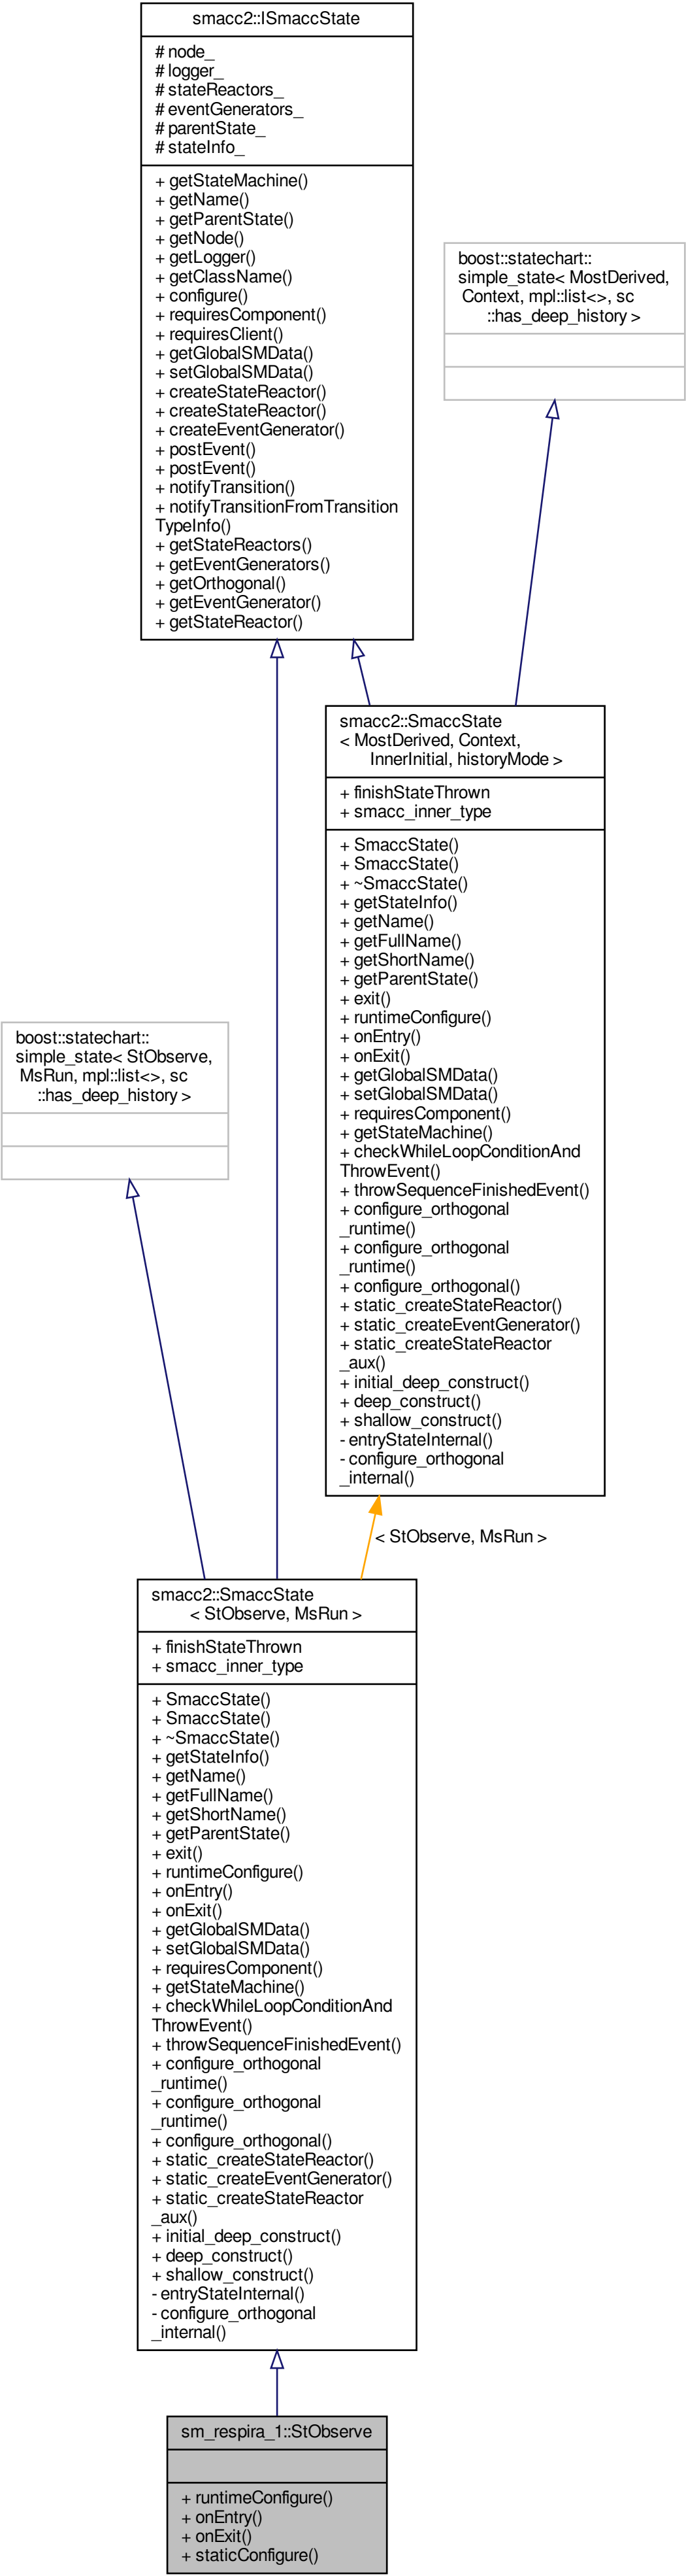 smacc2::ISmaccState
# node_
# logger_
# stateReactors_
# eventGenerators_
# parentState_
# stateInfo_
+ getStateMachine()
+ getName()
+ getParentState()
+ getNode()
+ getLogger()
+ getClassName()
+ configure()
+ requiresComponent()
+ requiresClient()
+ getGlobalSMData()
+ setGlobalSMData()
+ createStateReactor()
+ createStateReactor()
+ createEventGenerator()
+ postEvent()
+ postEvent()
+ notifyTransition()
+ notifyTransitionFromTransition
TypeInfo()
+ getStateReactors()
+ getEventGenerators()
+ getOrthogonal()
+ getEventGenerator()
+ getStateReactor()
boost::statechart::
simple_state< MostDerived,
Context, mpl::list<>, sc
::has_deep_history >
smacc2::SmaccState
< MostDerived, Context,
InnerInitial, historyMode >
+ finishStateThrown
+ smacc_inner_type
+ SmaccState()
+ SmaccState()
+ ~SmaccState()
+ getStateInfo()
+ getName()
+ getFullName()
+ getShortName()
+ getParentState()
+ exit()
+ runtimeConfigure()
+ onEntry()
+ onExit()
+ getGlobalSMData()
+ setGlobalSMData()
+ requiresComponent()
+ getStateMachine()
+ checkWhileLoopConditionAnd
ThrowEvent()
+ throwSequenceFinishedEvent()
+ configure_orthogonal
_runtime()
+ configure_orthogonal
_runtime()
+ configure_orthogonal()
+ static_createStateReactor()
+ static_createEventGenerator()
+ static_createStateReactor
_aux()
+ initial_deep_construct()
+ deep_construct()
+ shallow_construct()
- entryStateInternal()
- configure_orthogonal
_internal()
boost::statechart::
simple_state< StObserve,
MsRun, mpl::list<>, sc
::has_deep_history >
< StObserve, MsRun >
smacc2::SmaccState
< StObserve, MsRun >
+ finishStateThrown
+ smacc_inner_type
+ SmaccState()
+ SmaccState()
+ ~SmaccState()
+ getStateInfo()
+ getName()
+ getFullName()
+ getShortName()
+ getParentState()
+ exit()
+ runtimeConfigure()
+ onEntry()
+ onExit()
+ getGlobalSMData()
+ setGlobalSMData()
+ requiresComponent()
+ getStateMachine()
+ checkWhileLoopConditionAnd
ThrowEvent()
+ throwSequenceFinishedEvent()
+ configure_orthogonal
_runtime()
+ configure_orthogonal
_runtime()
+ configure_orthogonal()
+ static_createStateReactor()
+ static_createEventGenerator()
+ static_createStateReactor
_aux()
+ initial_deep_construct()
+ deep_construct()
+ shallow_construct()
- entryStateInternal()
- configure_orthogonal
_internal()
sm_respira_1::StObserve
+ runtimeConfigure()
+ onEntry()
+ onExit()
+ staticConfigure()